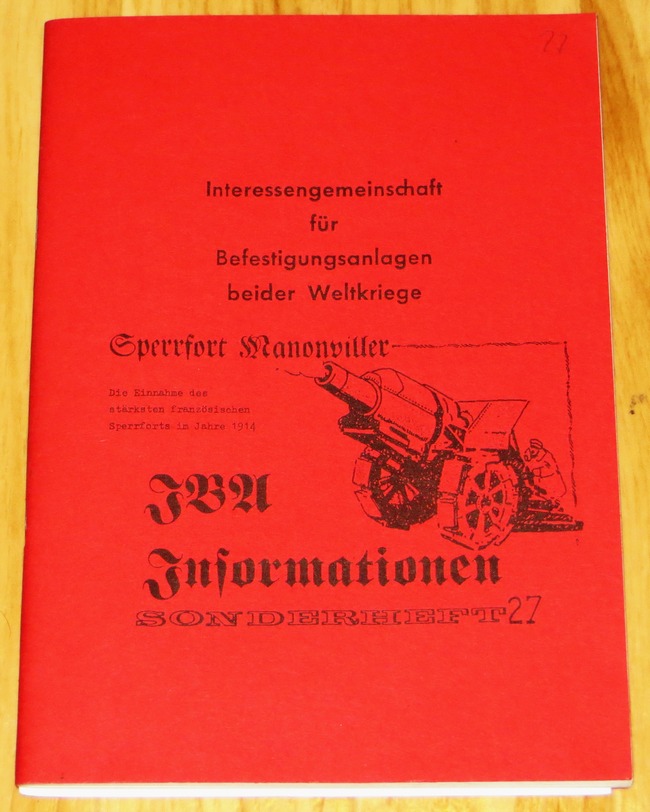 27
Interessengemeinschaft
für
Befestigungsanlagen
beider Weltkriege
Sperrfort Manonviller
Die Einnahme des
stärksten französischen
Sperrforts im Jahre 1914
IBA
Informationen
SONDERHEFT 27